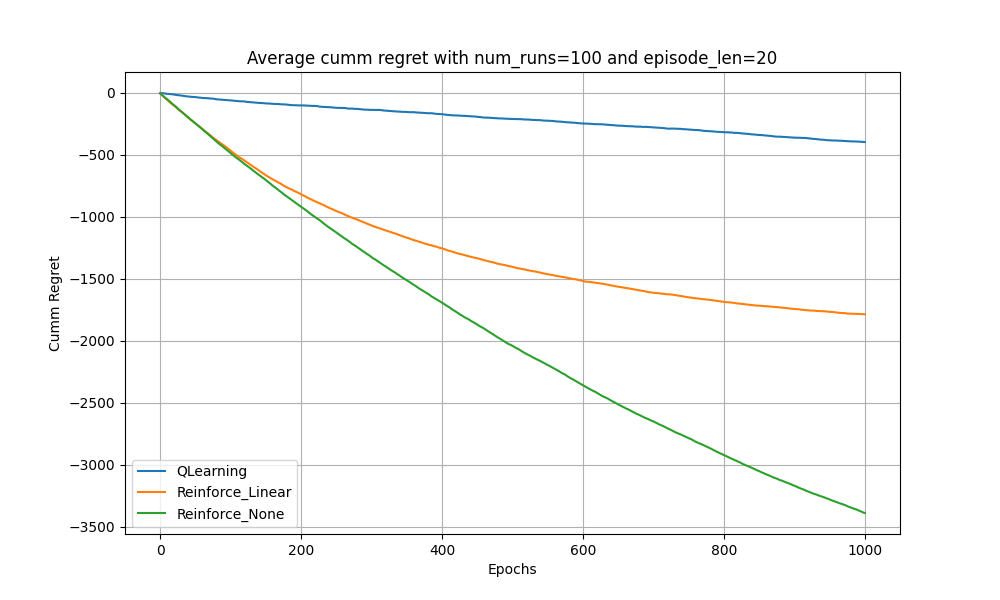 Average cumm regret with num_runs=100 and episode_len=20
Cumm Regret
0
−500
−1000
−1500
−2000
−2500
−3000
−3500
QLearning
Reinforce_Linear
Reinforce_None
0 200 400 600 800 1000
Epochs